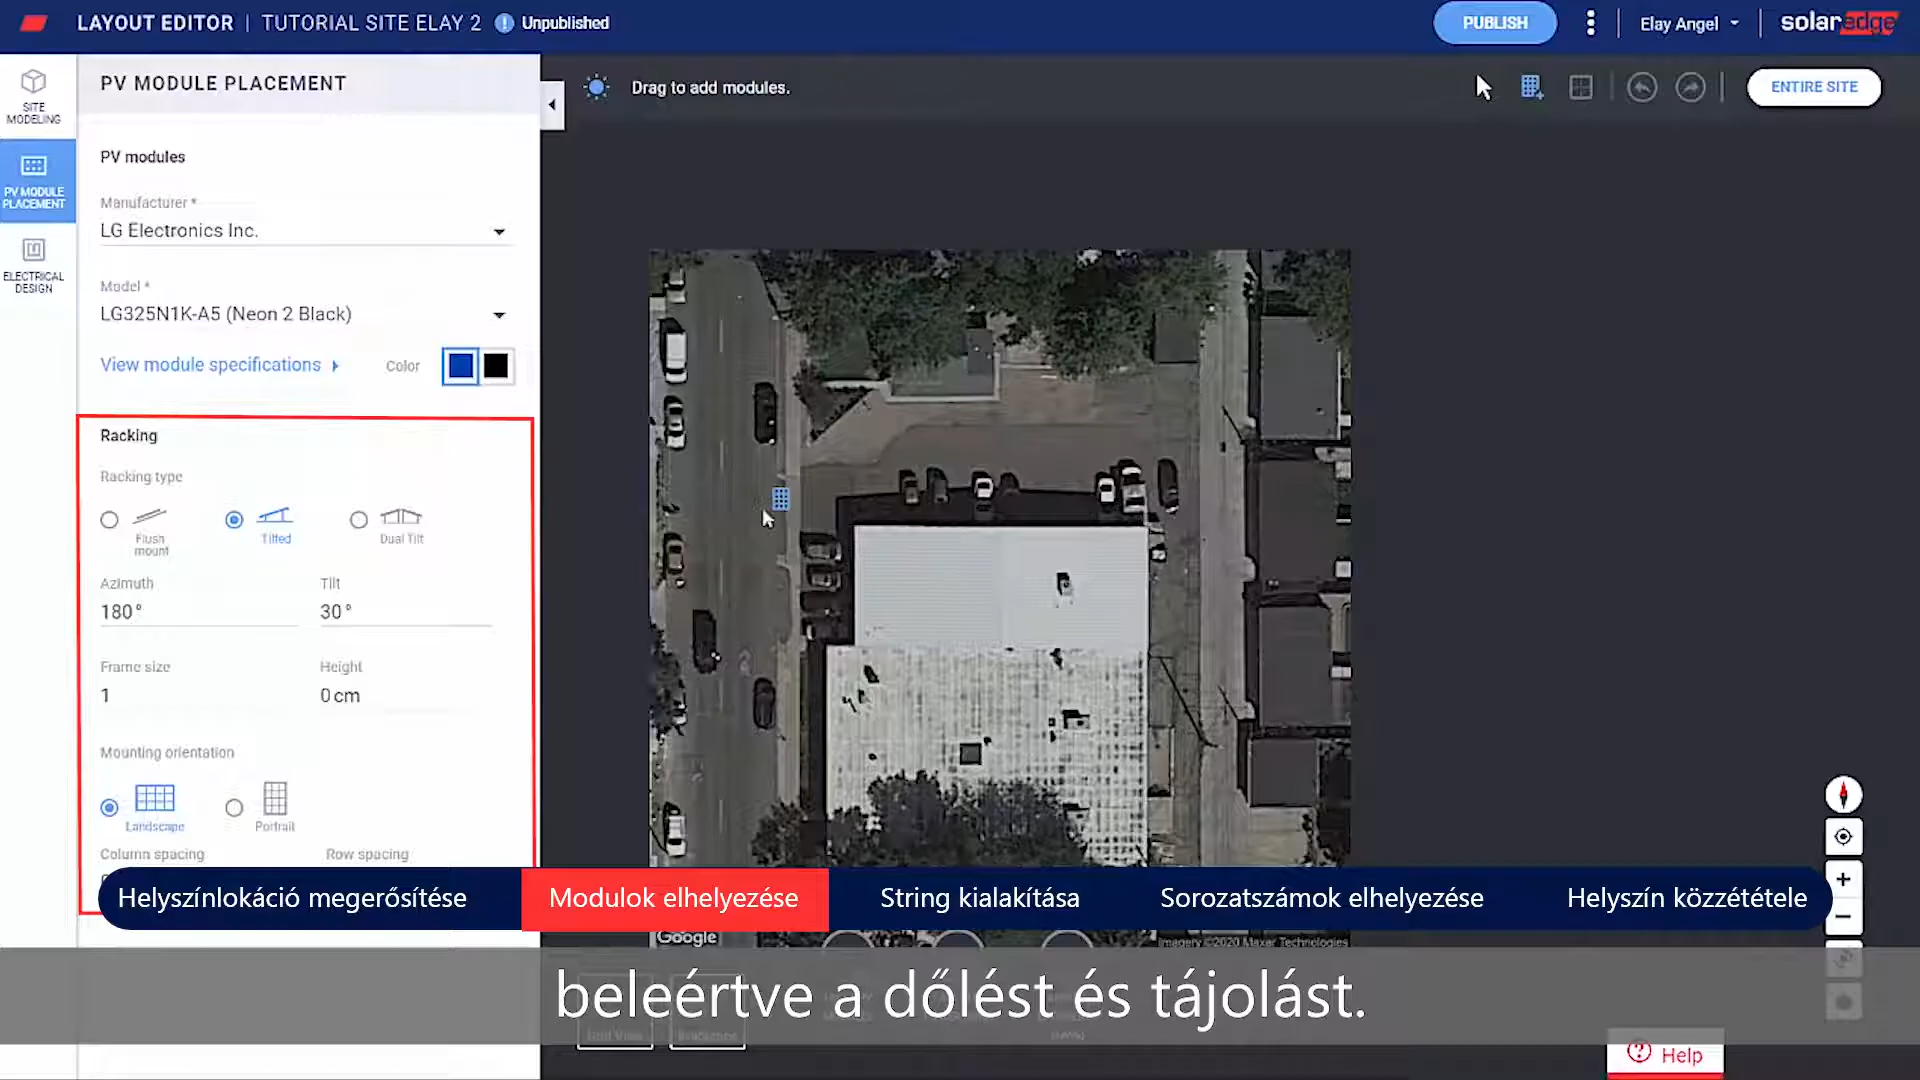 LAYOUT EDITOR | TUTORIAL SITE ELAY 2 Unpublished
PUBLISH
Elay Angel
solaredge
PV MODULE PLACEMENT
Drag to add modules.
ENTIRE SITE
SITE
MODELING
PV MODULE
PLACEMENT
ELECTRICAL
DESIGN
PV modules
Manufacturer *
LG Electronics Inc.
Model *
LG325N1K-A5 (Neon 2 Black)
View module specifications
Color
Racking
Racking type
Flush
mount
Tilted
Dual Tilt
Azimuth
Tilt
180°
30°
Frame size
Height
1
0 cm
Mounting orientation
Landscape
Portrait
Column spacing
Row spacing
Helyszínlokáció megerősítése
Modulok elhelyezése
String kialakítása
Sorozatszámok elhelyezése
Helyszín közzététele
Google
Imagery ©2020 Maxar Technologies
beleértve a dőlést és tájolást.
Help